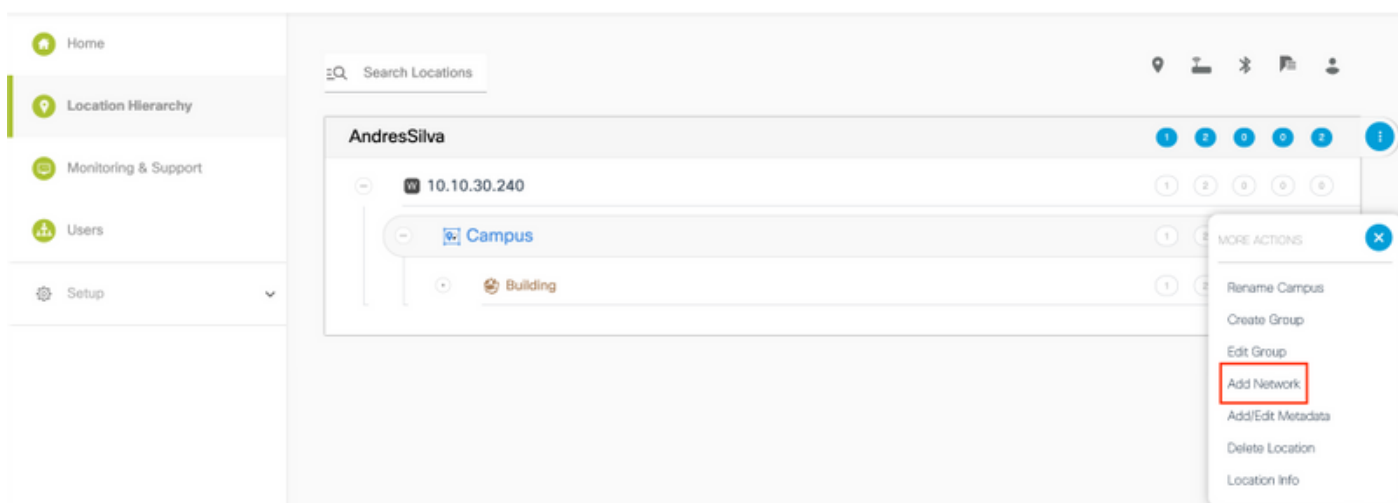 Home
Location Hierarchy
Monitoring & Support
Users
Setup
Search Locations
AndresSilva
1 2 0 0 2
W 10.10.30.240
1 2 0 0 0
Campus
1 2
Building
1 2
MORE ACTIONS
Rename Campus
Create Group
Edit Group
Add Network
Add/Edit Metadata
Delete Location
Location Info